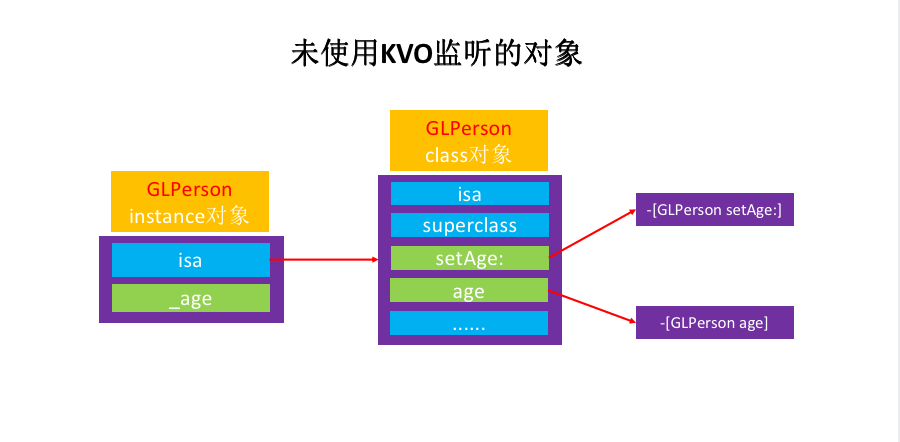 未使用KVO监听的对象
GLPerson
instance对象
isa
_age
GLPerson
class对象
isa
superclass
setAge:
age
......
-[GLPerson setAge:]
-[GLPerson age]